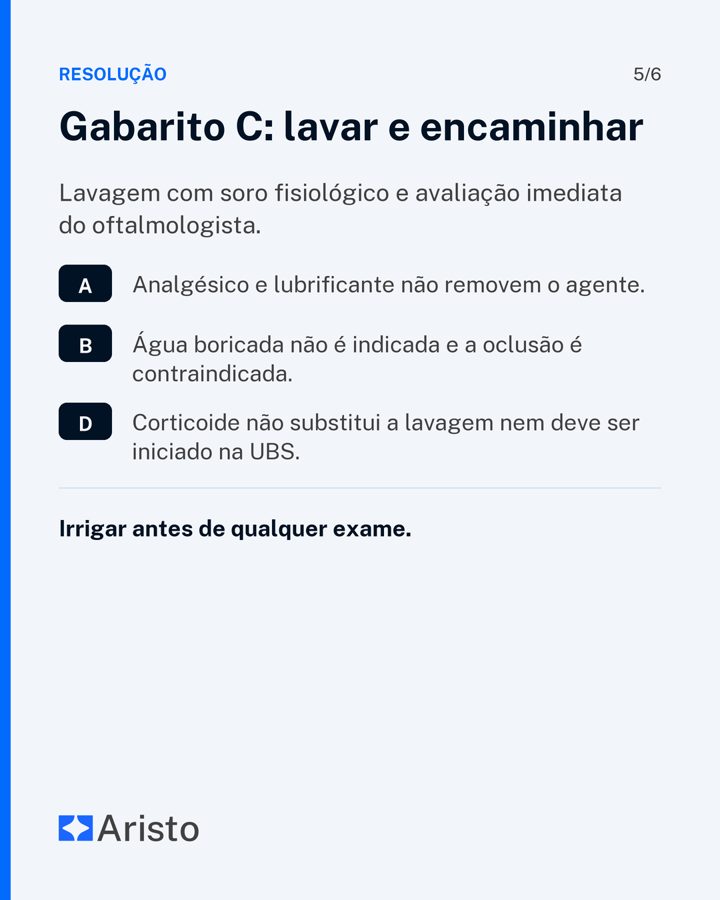 RESOLUÇÃO
5/6
Gabarito C: lavar e encaminhar
Lavagem com soro fisiológico e avaliação imediata
do oftalmologista.
A
Analgésico e lubrificante não removem o agente.
B
Água boricada não é indicada e a oclusão é
contraindicada.
D
Corticoide não substitui a lavagem nem deve ser
iniciado na UBS.
Irrigar antes de qualquer exame.
Aristo